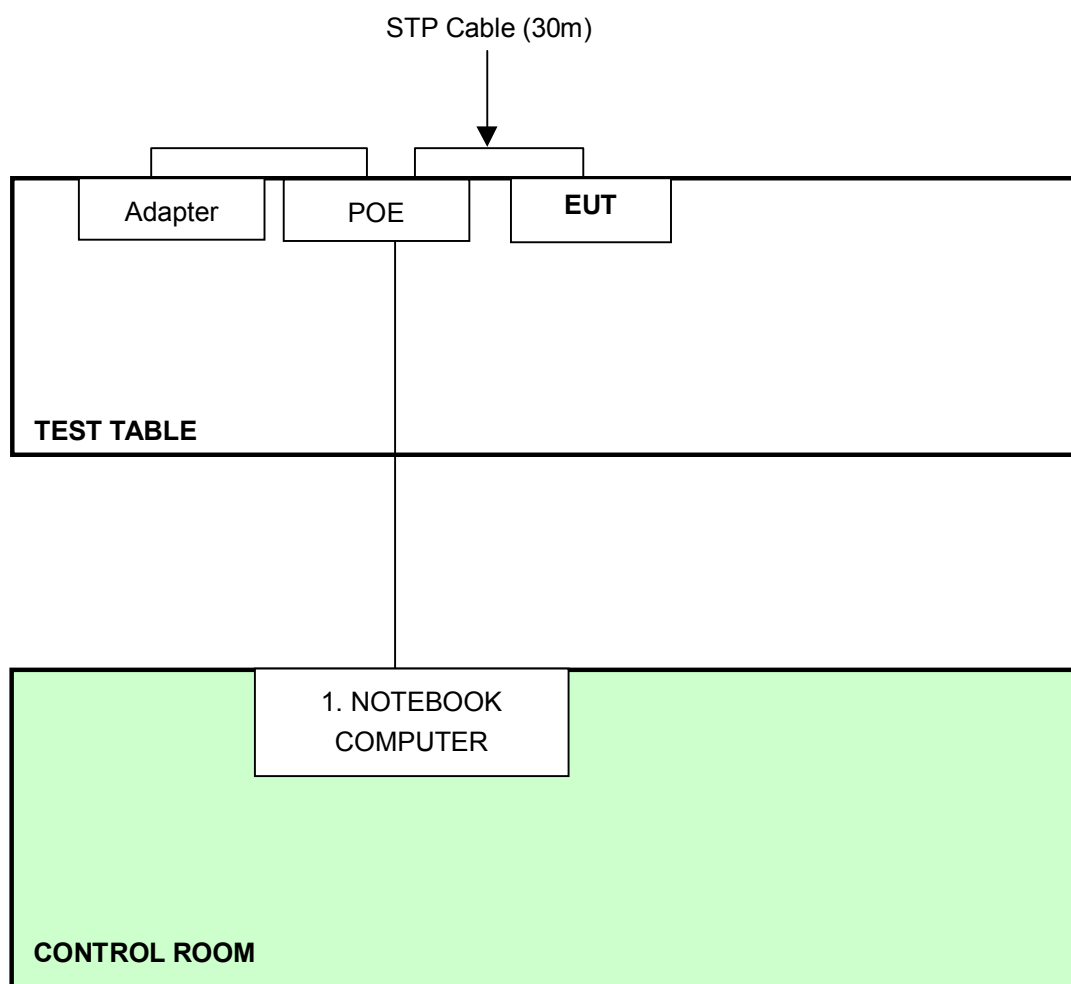 STP Cable (30m)
Adapter
POE
EUT
TEST TABLE
1. NOTEBOOK
COMPUTER
CONTROL ROOM